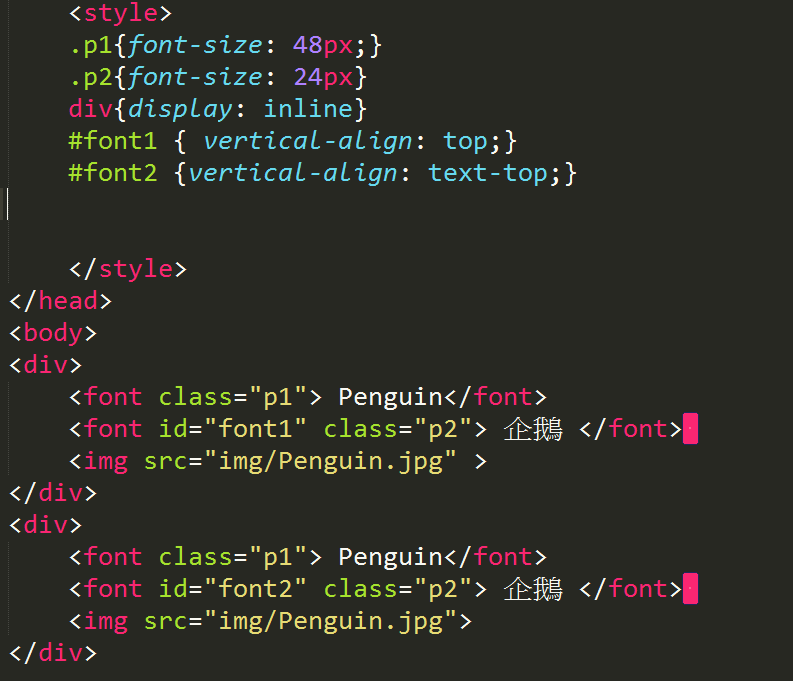 <style>
.p1{font-size: 48px;}
.p2{font-size: 24px}
div{display: inline}
#font1 { vertical-align: top;}
#font2 {vertical-align: text-top;}
</style>
</head>
<body>
<div>
<font class="p1"> Penguin</font>
<font id="font1" class="p2"> 企鵝 </font>
<img src="img/Penguin.jpg" >
</div>
<div>
<font class="p1"> Penguin</font>
<font id="font2" class="p2"> 企鵝 </font>
<img src="img/Penguin.jpg">
</div>